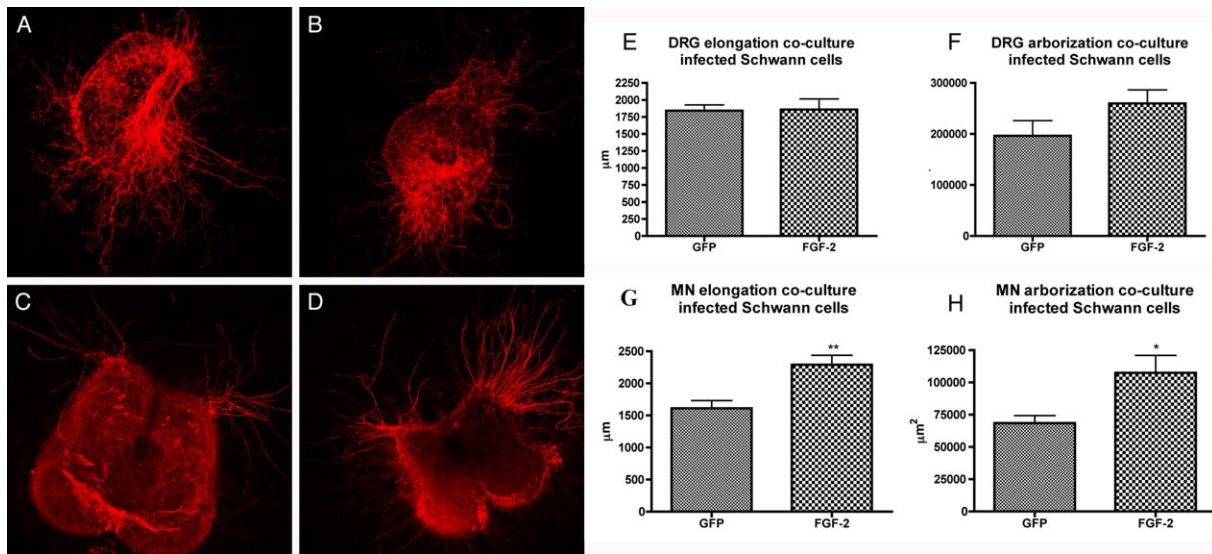 A
B
C
D
E
DRG elongation co-culture
infected Schwann cells
2250
2000
1750
1500
1250
1000
750
500
250
0
μm
GFP
FGF-2
F
DRG arborization co-culture
infected Schwann cells
300000
200000
100000
0
GFP
FGF-2
G
MN elongation co-culture
infected Schwann cells
2500
2000
1500
1000
500
0
μm
**
GFP
FGF-2
H
MN arborization co-culture
infected Schwann cells
125000
100000
75000
50000
25000
0
μm²
*
GFP
FGF-2